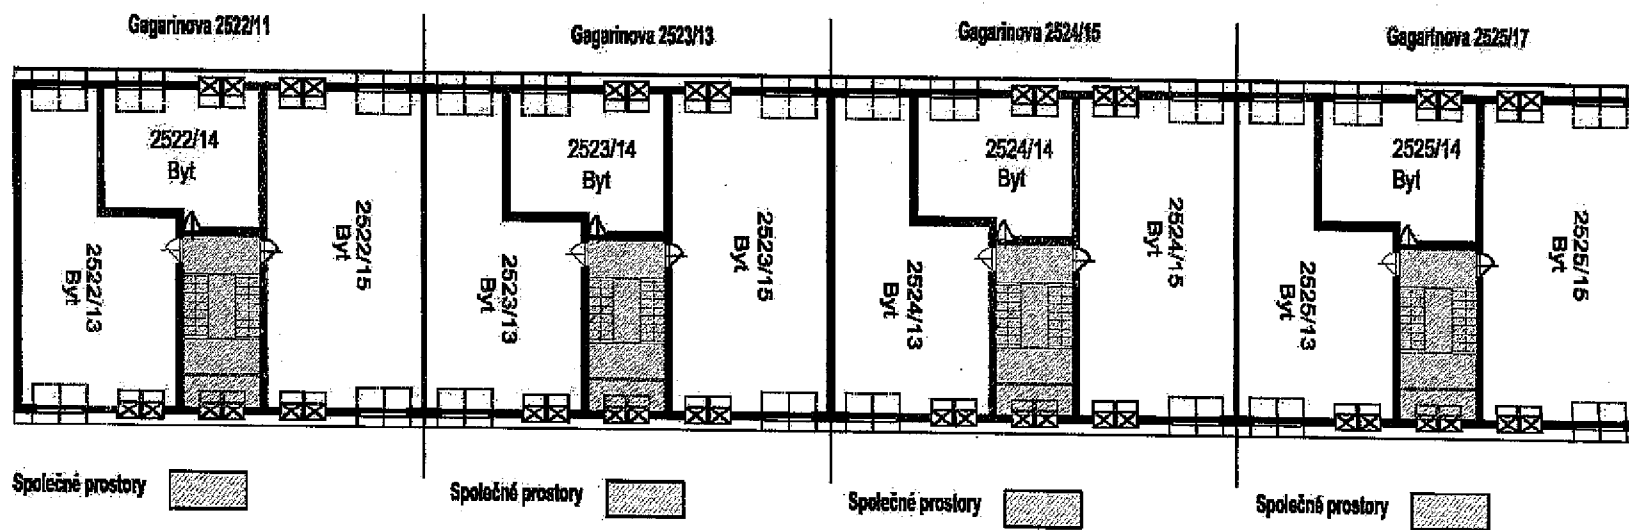 Gagarinova 2522/11
Gagarinova 2523/13
Gagarinova 2524/15
Gagarinova 2525/17
2522/14
Byt
2523/14
Byt
2524/14
Byt
2525/14
Byt
2522/13
Byt
2522/15
Byt
2523/13
Byt
2523/15
Byt
2524/13
Byt
2524/15
Byt
2525/13
Byt
2525/15
Byt
Společné prostory
Společné prostory
Společné prostory
Společné prostory